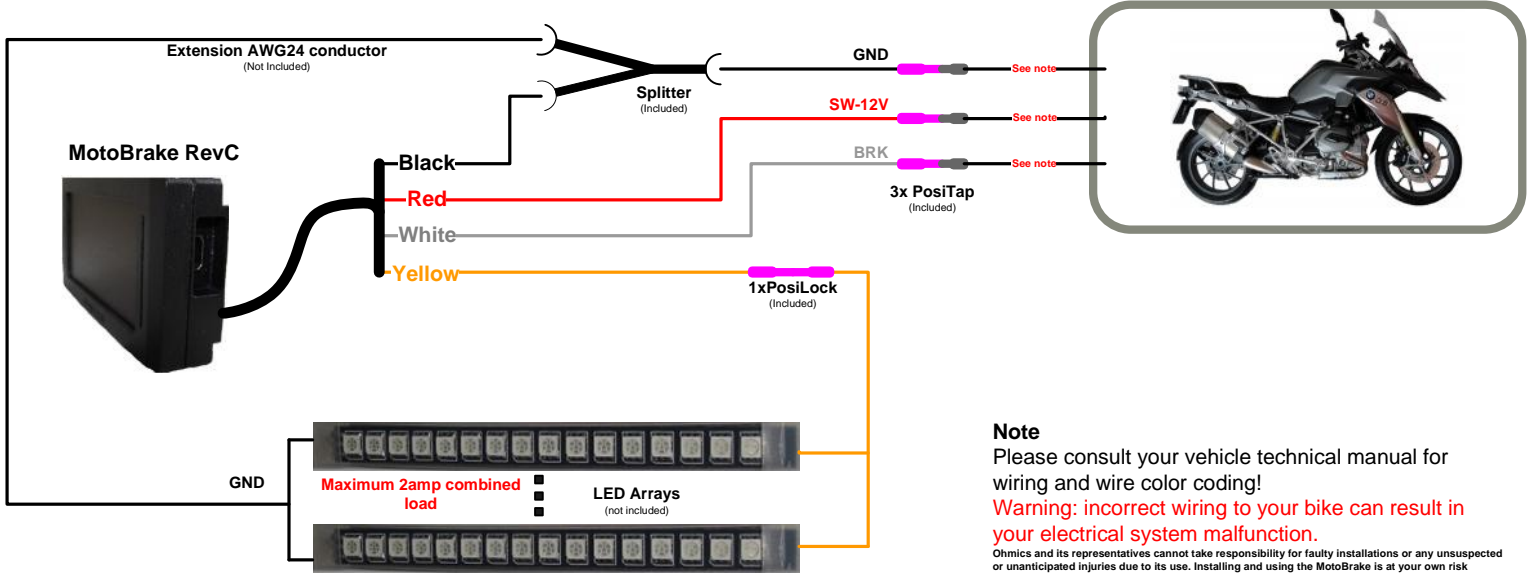 Extension AWG24 conductor
(Not Included)
Splitter
(Included)
GND
See note
SW-12V
See note
BRK
See note
3x PosiTap
(Included)
MotoBrake RevC
Black
Red
White
Yellow
1xPosiLock
(Included)
GND
Maximum 2amp combined
load
LED Arrays
(not included)
Note
Please consult your vehicle technical manual for
wiring and wire color coding!
Warning: incorrect wiring to your bike can result in
your electrical system malfunction.
Ohmics and its representatives cannot take responsibility for faulty installations or any unsuspected
or unanticipated injuries due to its use. Installing and using the MotoBrake is at your own risk